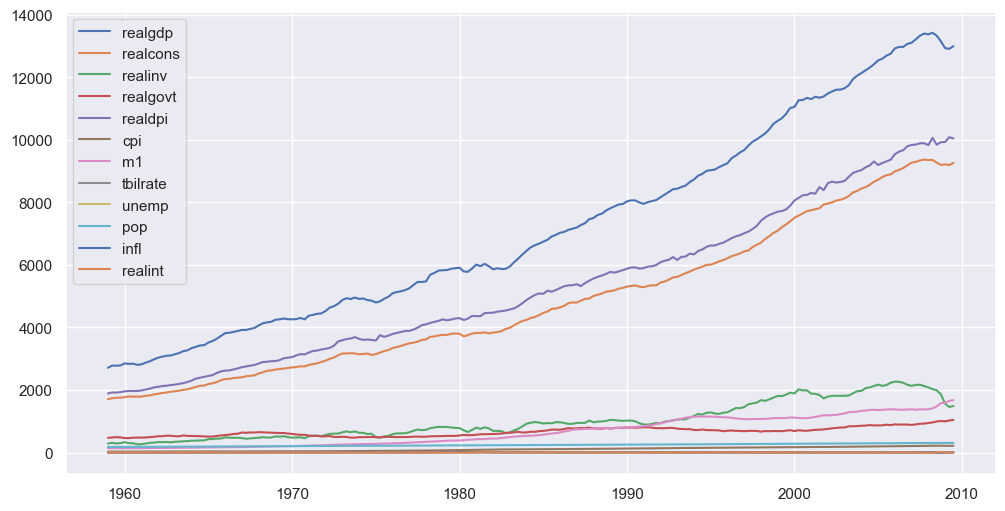 14000
12000
10000
8000
6000
4000
2000
0
realgdp
realcons
realinv
realgovt
realdpi
cpi
m1
tbilrate
unemp
pop
infl
realint
1960 1970 1980 1990 2000 2010